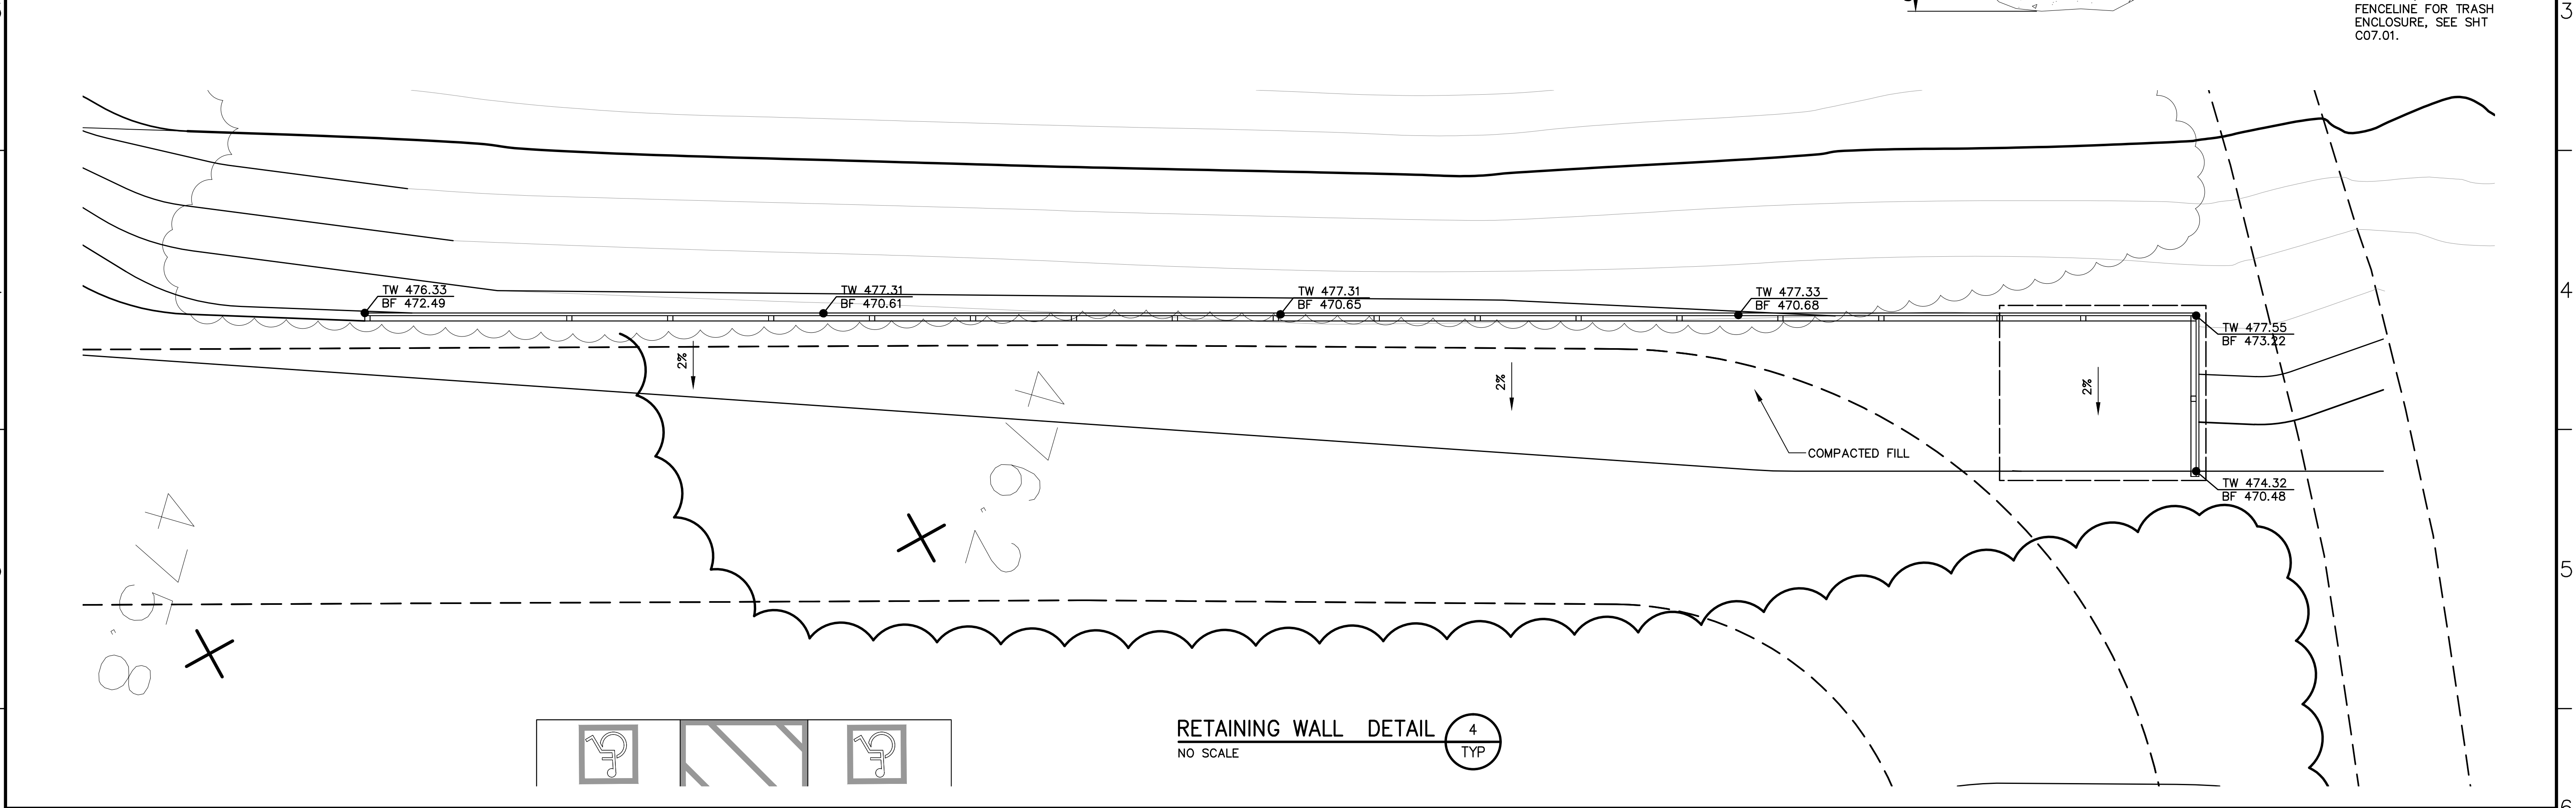 FENCELINE FOR TRASH
ENCLOSURE, SEE SHT
C07.01.
3
TW 476.33
BF 472.49
TW 477.31
BF 470.61
TW 477.31
BF 470.65
TW 477.33
BF 470.68
4
TW 477.55
BF 473.22
2%
2%
2%
COMPACTED FILL
TW 474.32
BF 470.48
476.2
473.8
5
RETAINING WALL DETAIL
4
TYP
NO SCALE